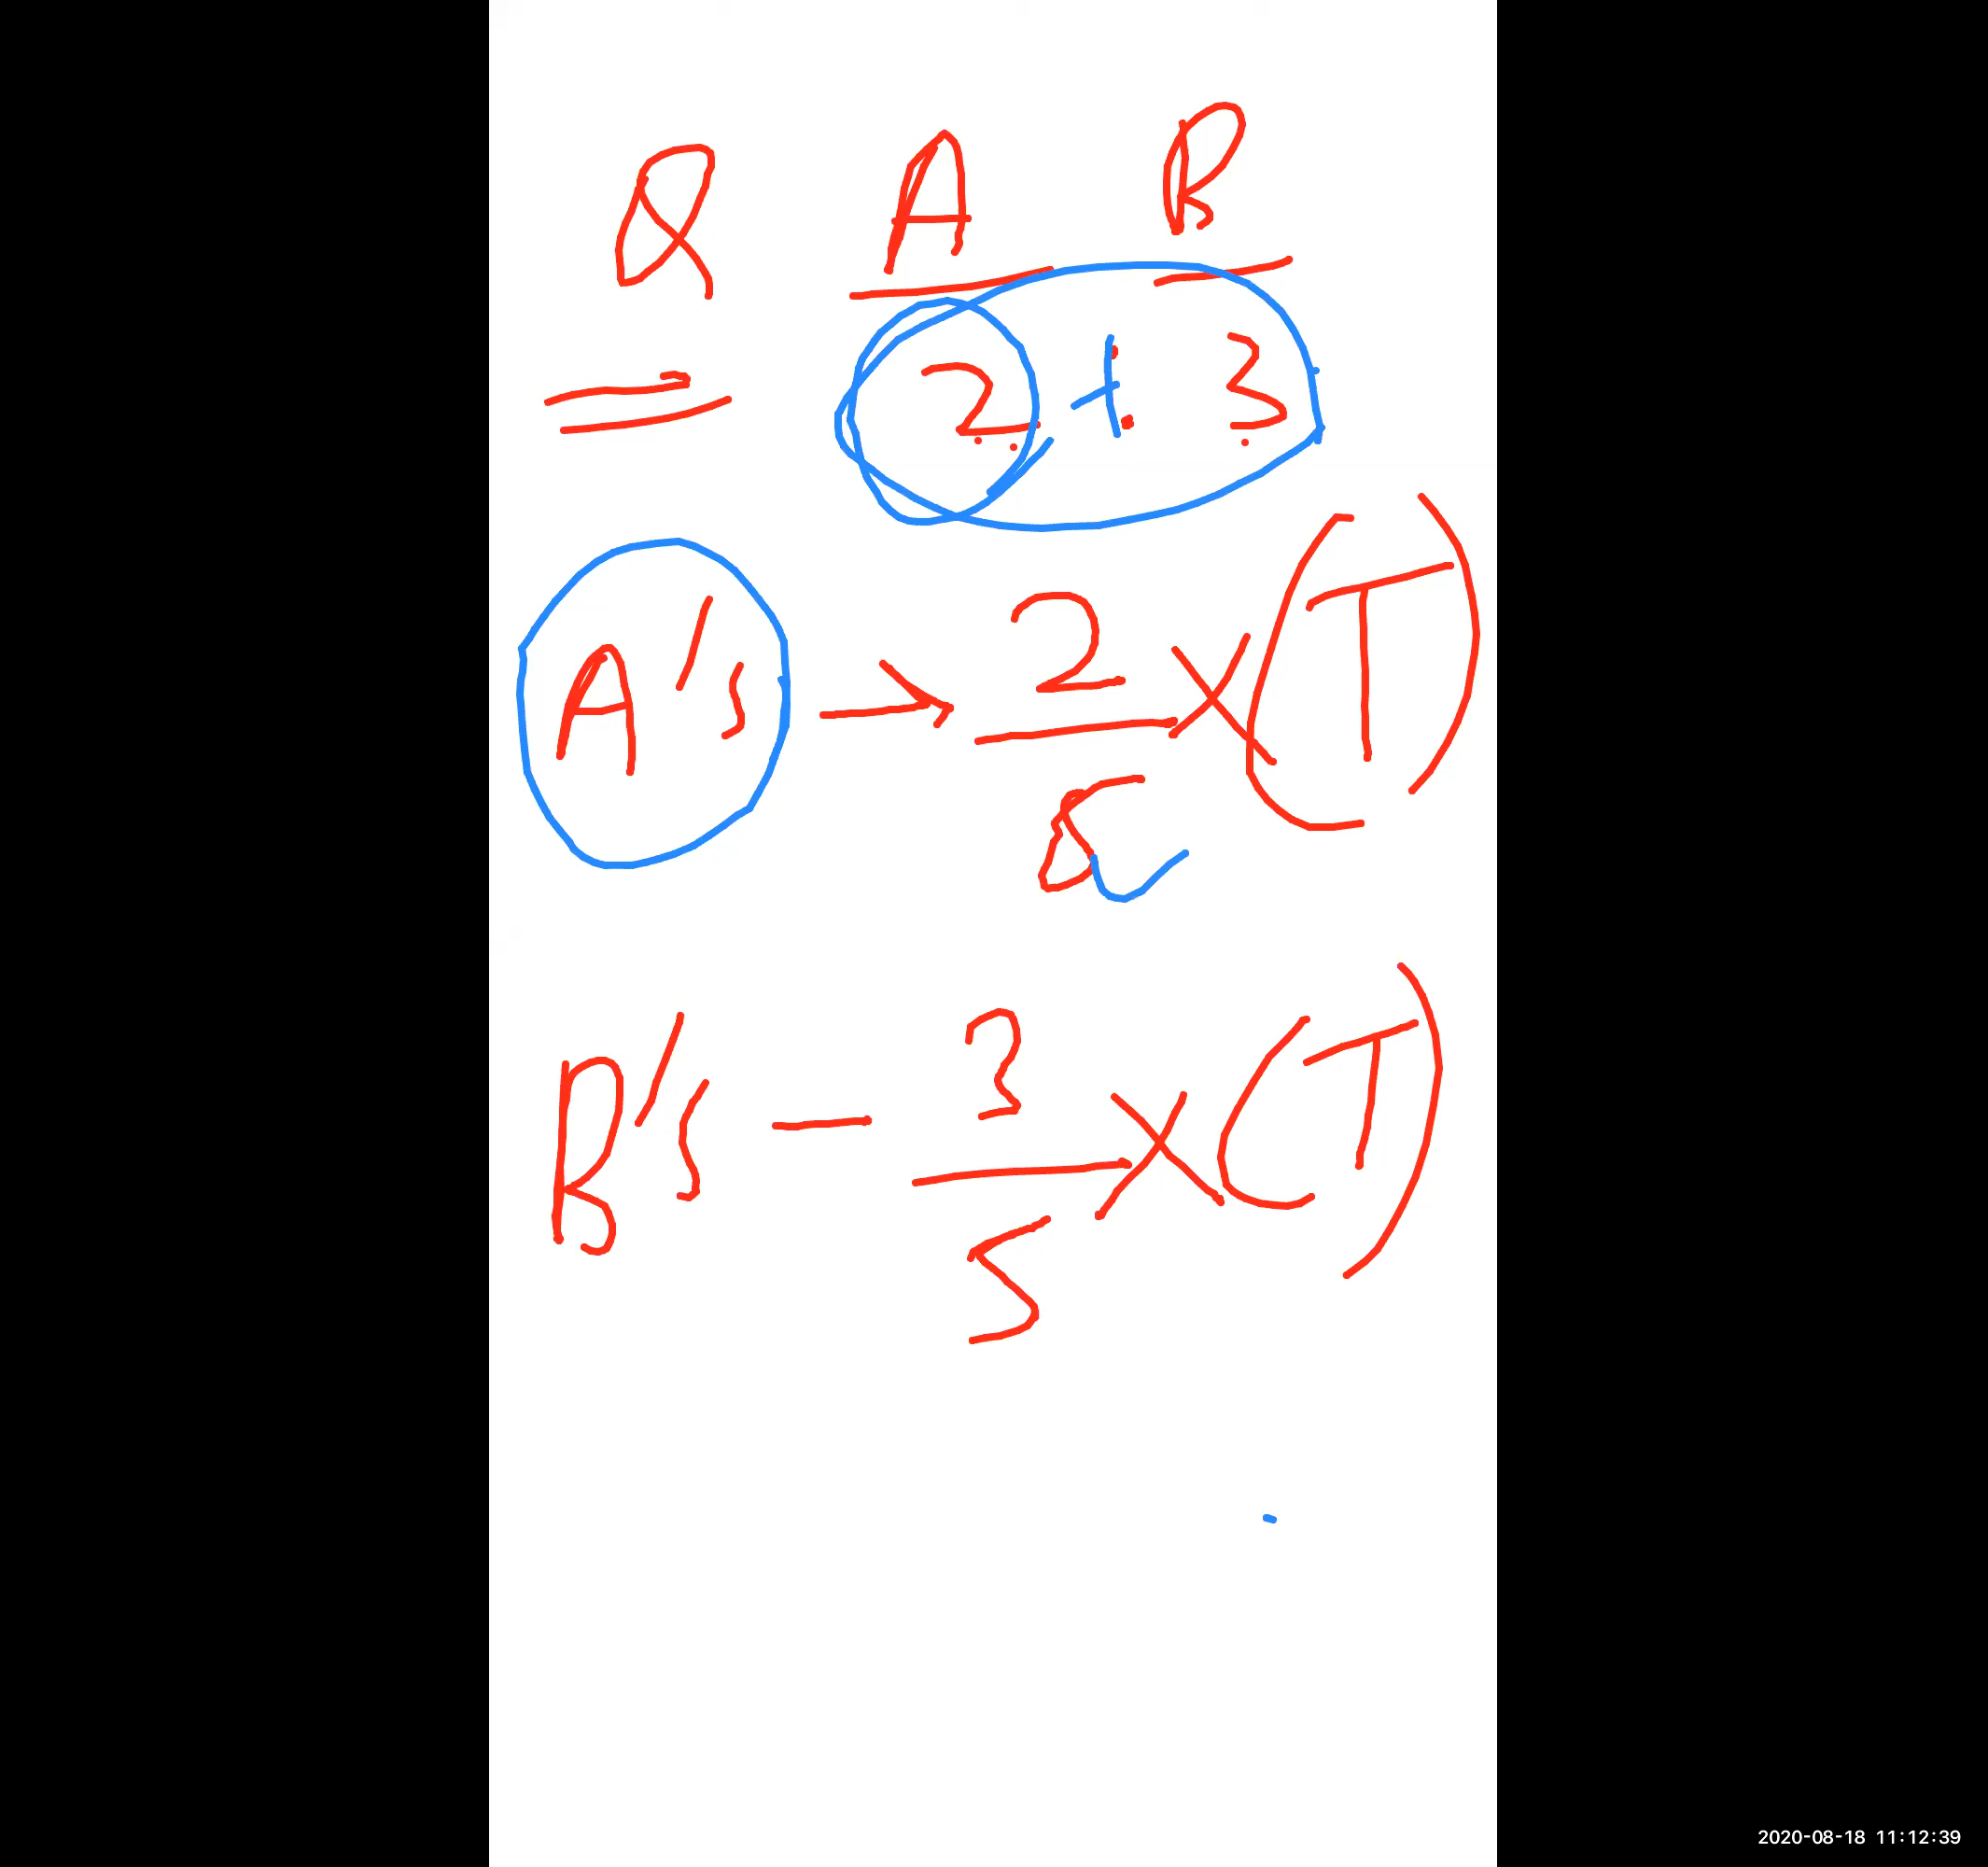 Q A B
2 : 3
A's → 2/5 × (T)
B's — 3/5 × (T)
2020-08-18 11:12:39